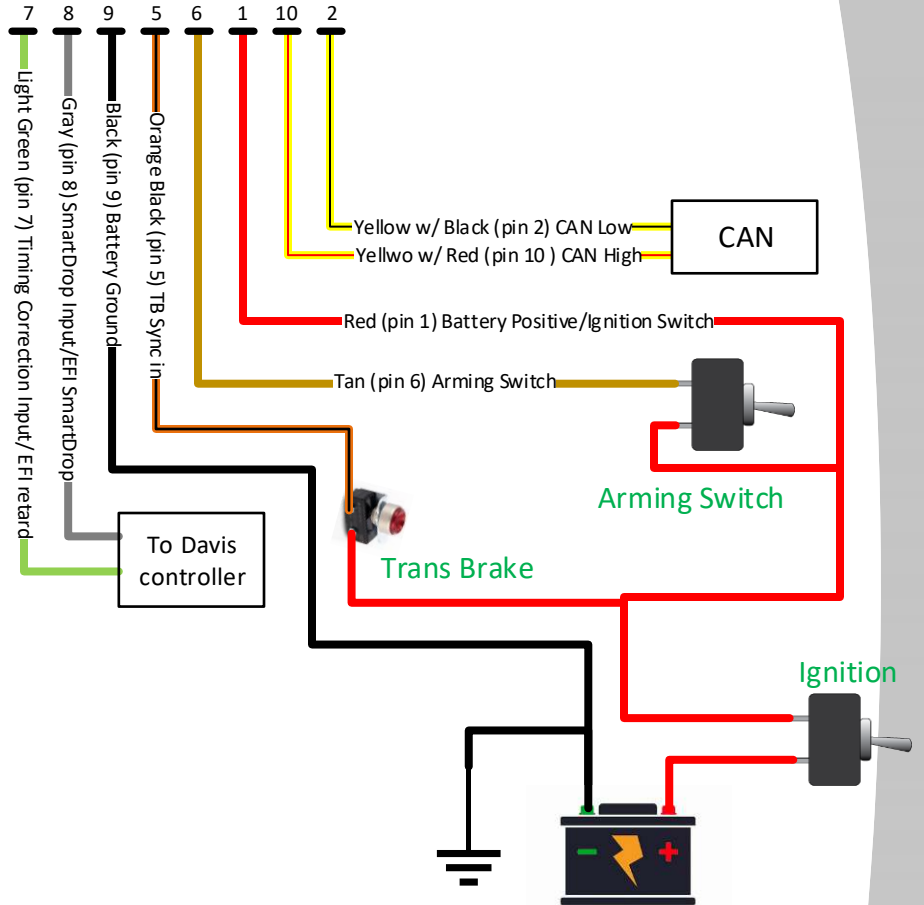 7 8 9 5 6 1 10 2
Light Green (pin 7) Timing Correction Input/ EFI retard
Gray (pin 8) SmartDrop Input/EFI SmartDrop
Black (pin 9) Battery Ground
Orange Black (pin 5) TB Sync in
Yellow w/ Black (pin 2) CAN Low
Yellwo w/ Red (pin 10 ) CAN High
CAN
Red (pin 1) Battery Positive/Ignition Switch
Tan (pin 6) Arming Switch
Arming Switch
To Davis
controller
Trans Brake
Ignition
- +